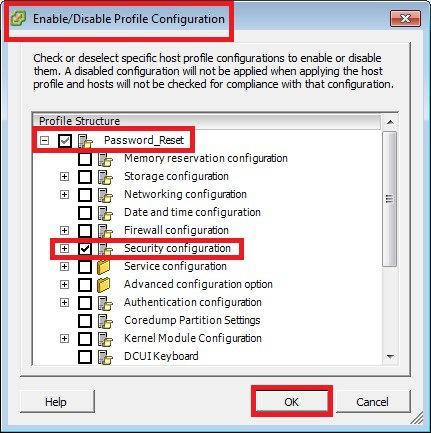 Enable/Disable Profile Configuration
Check or deselect specific host profile configurations to enable or disable
them. A disabled configuration will not be applied when applying the host
profile and hosts will not be checked for compliance with that configuration.
Profile Structure
Password_Reset
Memory reservation configuration
Storage configuration
Networking configuration
Date and time configuration
Firewall configuration
Security configuration
Service configuration
Advanced configuration option
Authentication configuration
Coredump Partition Settings
Kernel Module Configuration
DCUI Keyboard
Help OK Cancel